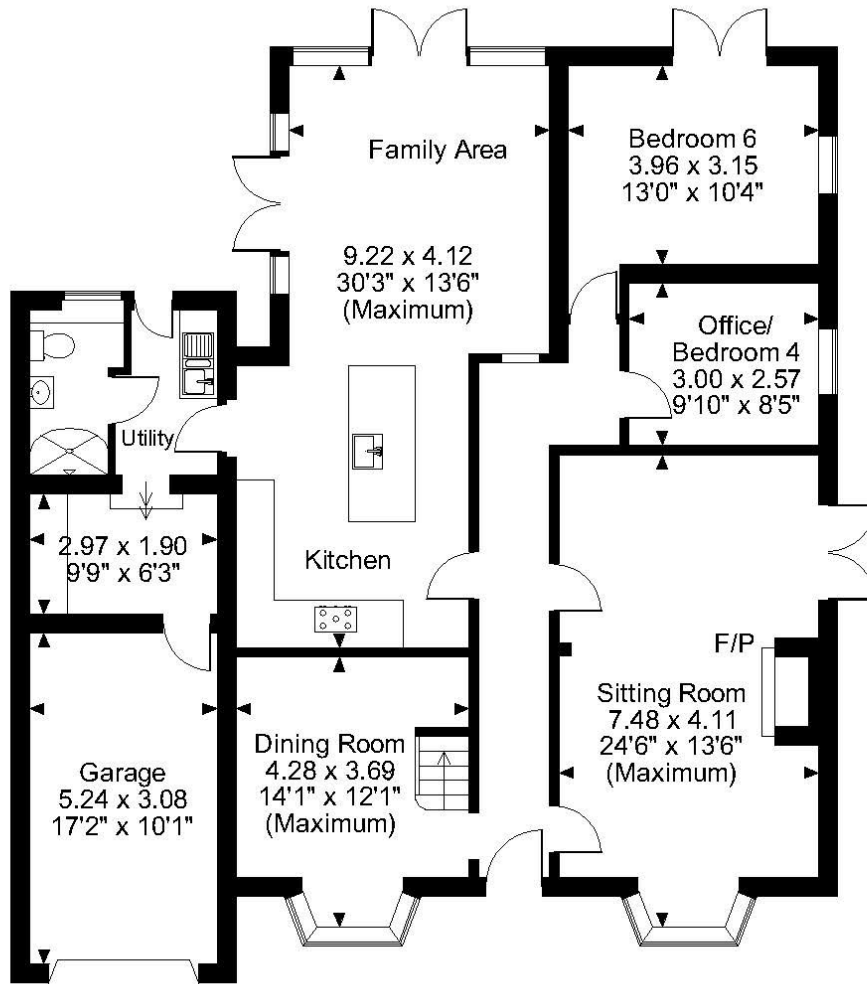 Family Area
9.22 x 4.12
30'3" x 13'6"
(Maximum)
Bedroom 6
3.96 x 3.15
13'0" x 10'4"
Office/
Bedroom 4
3.00 x 2.57
9'10" x 8'5"
Utility
2.97 x 1.90
9'9" x 6'3"
Kitchen
F/P
Sitting Room
7.48 x 4.11
24'6" x 13'6"
(Maximum)
Dining Room
4.28 x 3.69
14'1" x 12'1"
(Maximum)
Garage
5.24 x 3.08
17'2" x 10'1"